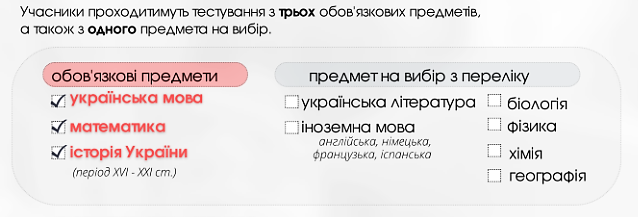 Учасники проходитимуть тестування з трьох обов'язкових предметів,
а також з одного предмета на вибір.
обов'язкові предмети
українська мова
математика
історія України
(період XVI - XXI ст.)
предмет на вибір з переліку
українська література
іноземна мова
англійська, німецька,
французька, іспанська
біологія
фізика
хімія
географія